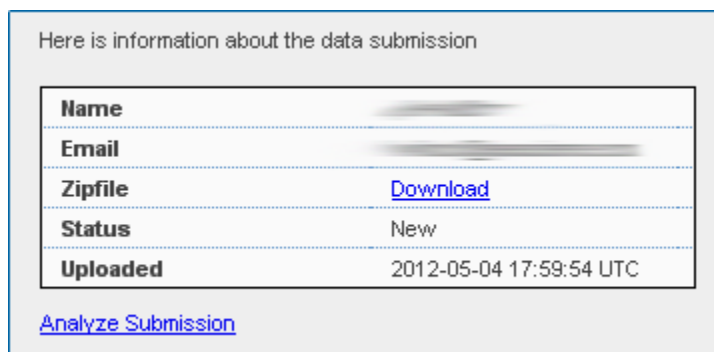 Here is information about the data submission
Name
Email
Zipfile Download
Status New
Uploaded 2012-05-04 17:59:54 UTC
Analyze Submission